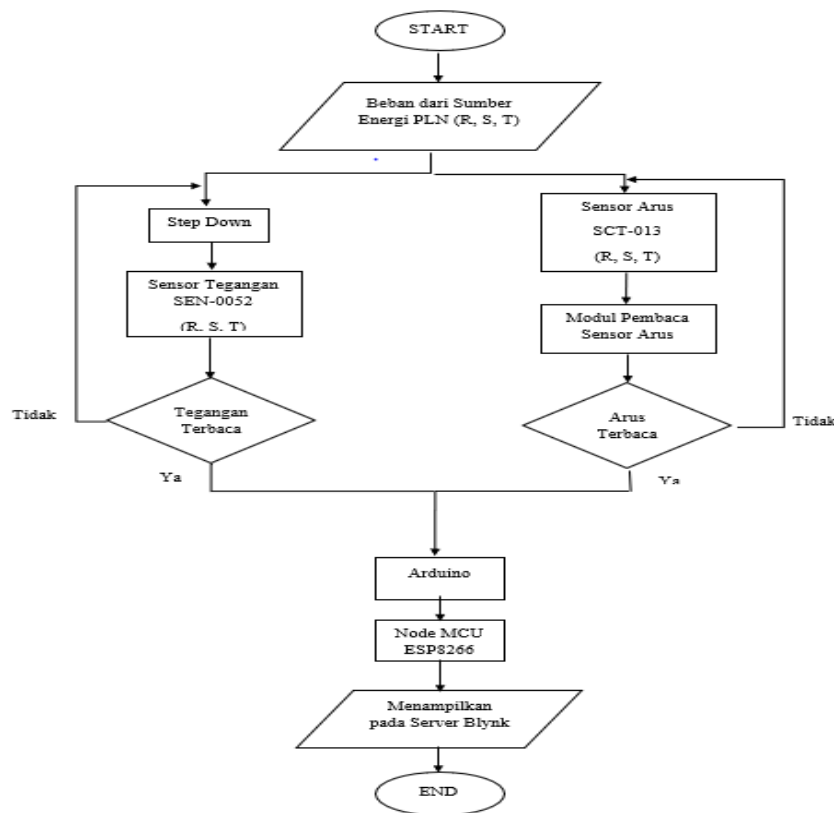 START
Beban dari Sumber
Energi PLN (R, S, T)
Step Down
Sensor Tegangan
SEN-0052
(R, S, T)
Tegangan
Terbaca
Tidak
Ya
Sensor Arus
SCT-013
(R, S, T)
Modul Pembaca
Sensor Arus
Arus
Terbaca
Tidak
Ya
Arduino
Node MCU
ESP8266
Menampilkan
pada Server Blynk
END